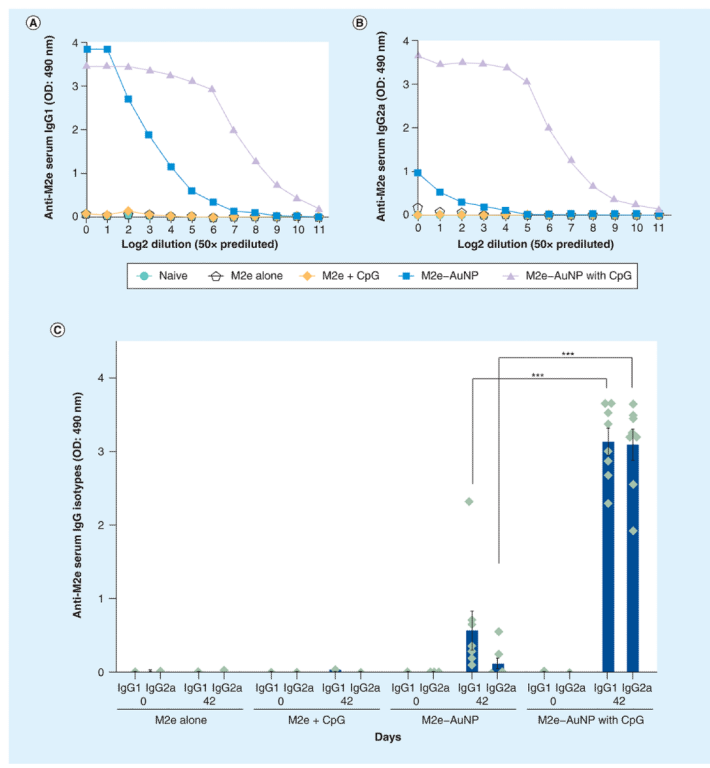 A
Anti-M2e serum IgG1 (OD: 490 nm)
4
3
2
1
0
0 1 2 3 4 5 6 7 8 9 10 11
Log2 dilution (50× prediluted)
B
Anti-M2e serum IgG2a (OD: 490 nm)
4
3
2
1
0
0 1 2 3 4 5 6 7 8 9 10 11
Log2 dilution (50× prediluted)
Naive M2e alone M2e + CpG M2e–AuNP M2e–AuNP with CpG
C
Anti-M2e serum IgG isotypes (OD: 490 nm)
4
3
2
1
0
***
***
IgG1 IgG2a IgG1 IgG2a IgG1 IgG2a IgG1 IgG2a IgG1 IgG2a IgG1 IgG2a IgG1 IgG2a IgG1 IgG2a
0 42 0 42 0 42 0 42
M2e alone M2e + CpG M2e–AuNP M2e–AuNP with CpG
Days